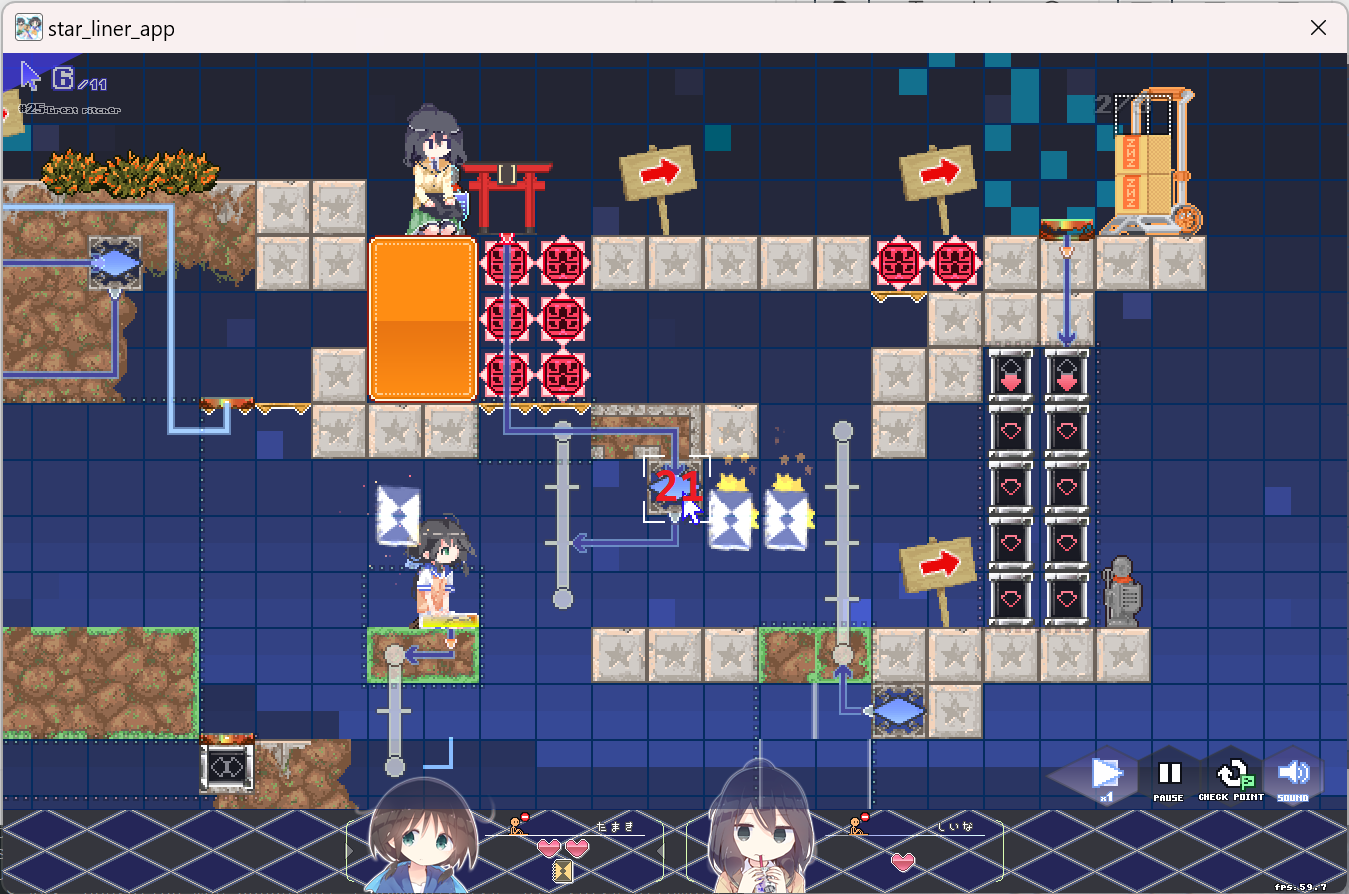 star_liner_app
6/11
#25Great pitcher
[ ]
21
x1
PAUSE
CHECK POINT
SOUND
たまき
しいな
fps:59.7